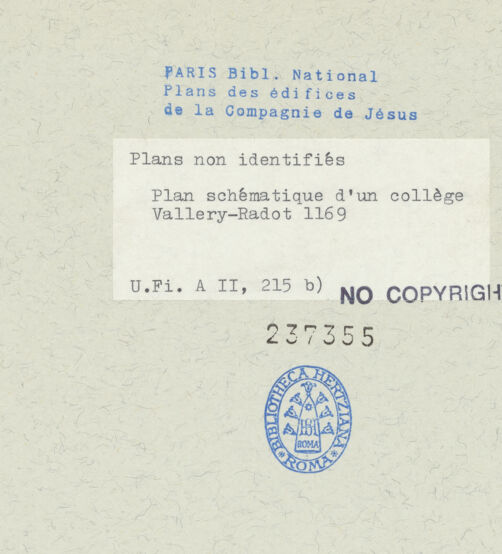 PARIS Bibl. National
Plans des édifices
de la Compagnie de Jésus
Plans non identifiés
Plan schématique d'un collège
Vallery-Radot 1169
U.Fi. A II, 215 b)
NO COPYRIGH
237355
BIBLIOTHECA HERTZIANA
ROMA
ROMA